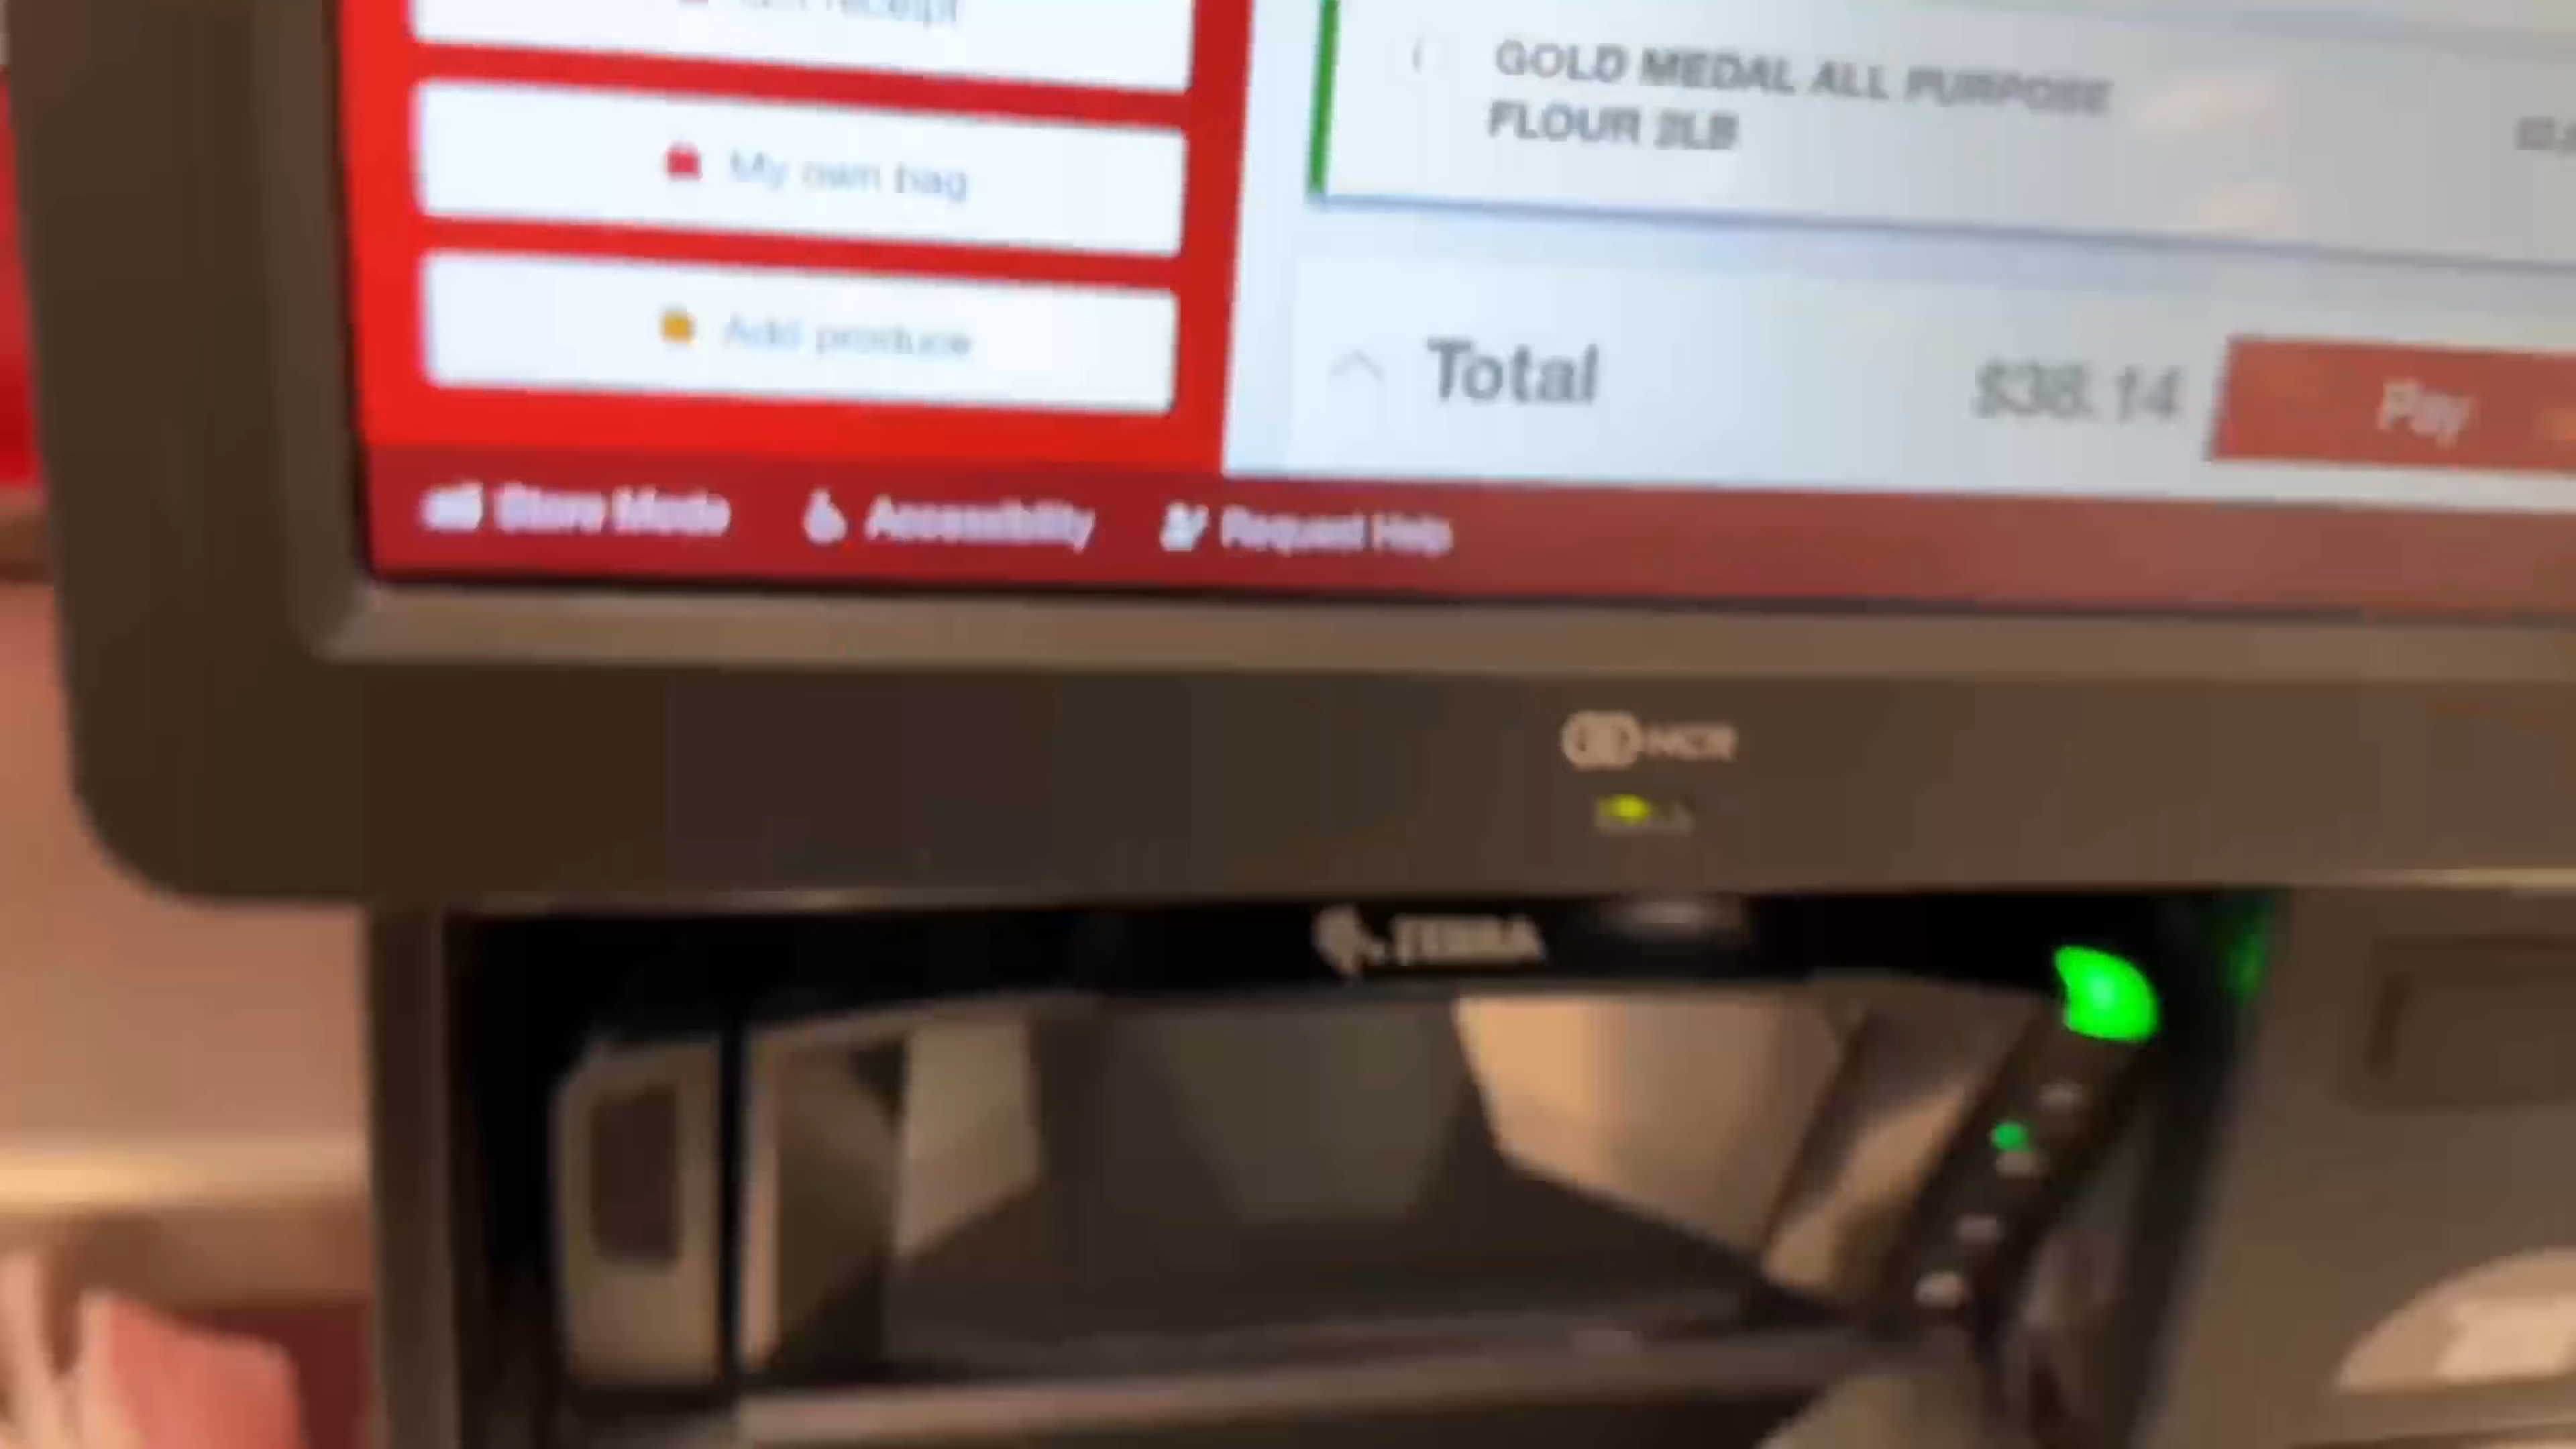 receipt
My own bag
Add produce
GOLD MEDAL ALL PURPOSE
FLOUR 2LB
Total
$38.14
Pay
Store Mode
Accessibility
Request Help
NCR
ZEBRA